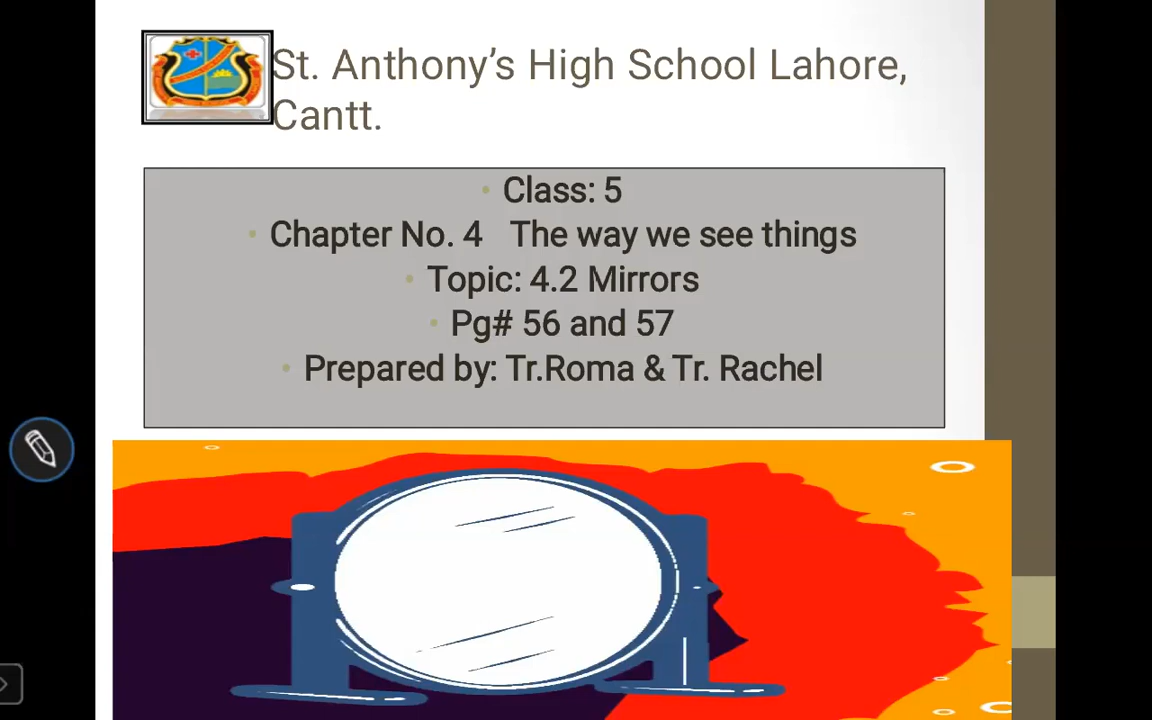 St. Anthony’s High School Lahore,
Cantt.
Class: 5
Chapter No. 4 The way we see things
Topic: 4.2 Mirrors
Pg# 56 and 57
Prepared by: Tr.Roma & Tr. Rachel